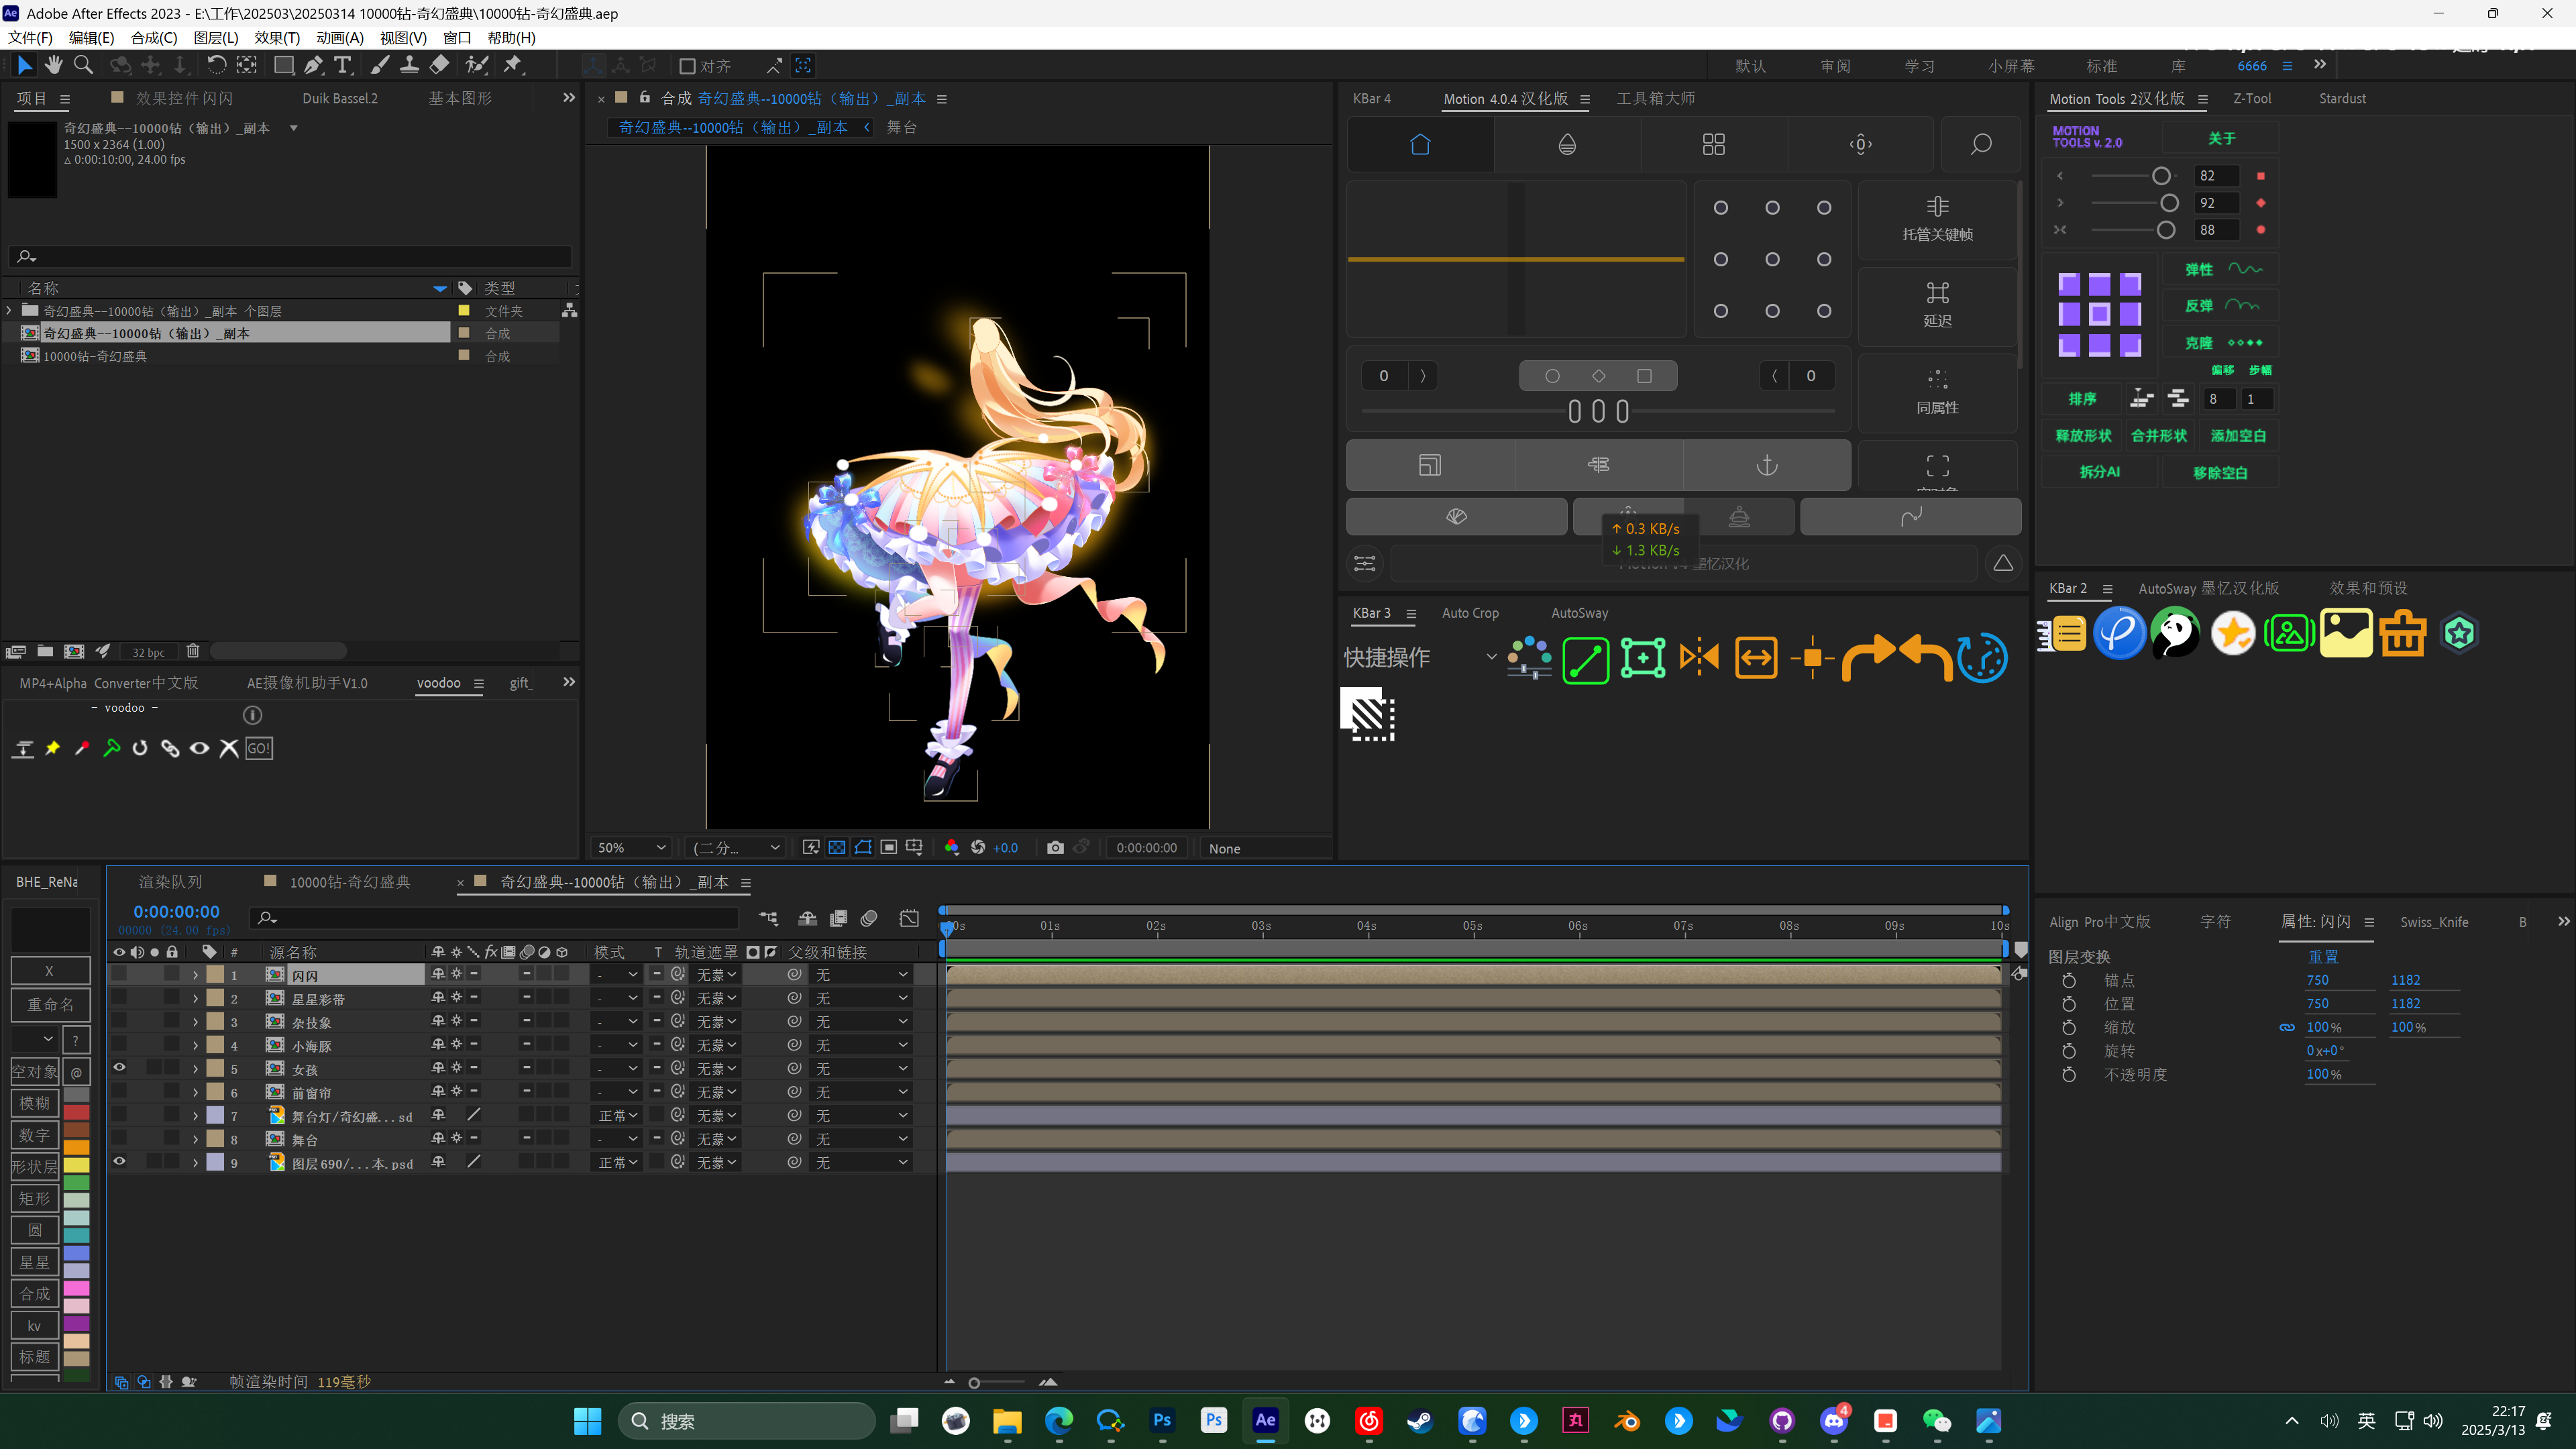 Adobe After Effects 2023 - E:\工作\202503\20250314 10000钻-奇幻盛典\10000钻-奇幻盛典.aep
文件(F) 编辑(E) 合成(C) 图层(L) 效果(T) 动画(A) 视图(V) 窗口 帮助(H)
对齐
默认 审阅 学习 小屏幕 标准 库 6666
项目 效果控件 闪闪 Duik Bassel.2 基本图形
奇幻盛典--10000钻（输出）_副本
1500 x 2364 (1.00)
△ 0:00:10:00, 24.00 fps
名称 类型
奇幻盛典--10000钻（输出）_副本 个图层 文件夹
奇幻盛典--10000钻（输出）_副本 合成
10000钻-奇幻盛典 合成
32 bpc
MP4+Alpha Converter中文版 AE摄像机助手V1.0 voodoo gift_
- voodoo -
GO!
合成 奇幻盛典--10000钻（输出）_副本
奇幻盛典--10000钻（输出）_副本 舞台
50% (二分... +0.0 0:00:00:00 None
KBar 4 Motion 4.0.4 汉化版 工具箱大师
托管关键帧
延迟
0 0
同属性
↑ 0.3 KB/s
↓ 1.3 KB/s
墨忆汉化
KBar 3 Auto Crop AutoSway
快捷操作
Motion Tools 2汉化版 Z-Tool Stardust
MOTION
TOOLS v. 2.0
关于
82
92
88
弹性
反弹
克隆
偏移 步幅
排序 8 1
释放形状 合并形状 添加空白
拆分AI 移除空白
KBar 2 AutoSway 墨忆汉化版 效果和预设
BHE_ReNa
X
重命名
?
空对象 @
模糊
数字
形状层
矩形
圆
星星
合成
kv
标题
渲染队列 10000钻-奇幻盛典 奇幻盛典--10000钻（输出）_副本
0:00:00:00
00000 (24.00 fps)
01s 02s 03s 04s 05s 06s 07s 08s 09s 10s
# 源名称 fx 模式 T 轨道遮罩 父级和链接
1 闪闪 - 无蒙 无
2 星星彩带 - 无蒙 无
3 杂技象 - 无蒙 无
4 小海豚 - 无蒙 无
5 女孩 - 无蒙 无
6 前窗帘 - 无蒙 无
7 舞台灯/奇幻盛...sd 正常 无蒙 无
8 舞台 - 无蒙 无
9 图层 690/...本.psd 正常 无蒙 无
帧渲染时间 119毫秒
Align Pro中文版 字符 属性: 闪闪 Swiss_Knife B
图层变换 重置
锚点 750 1182
位置 750 1182
缩放 100% 100%
旋转 0x+0°
不透明度 100%
搜索
Ps Ps Ae
4
英
22:17
2025/3/13